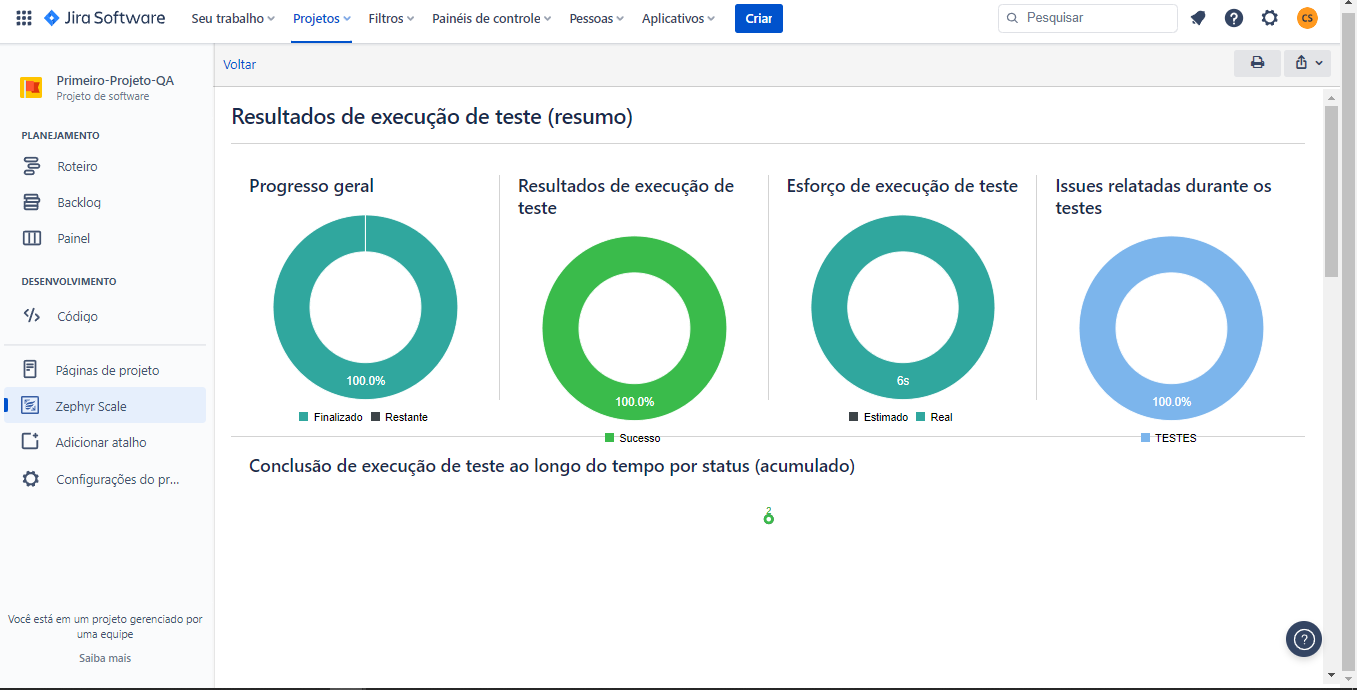 Jira Software
Seu trabalho
Projetos
Filtros
Painéis de controle
Pessoas
Aplicativos
Criar
Pesquisar
CS
Primeiro-Projeto-QA
Projeto de software
PLANEJAMENTO
Roteiro
Backlog
Painel
DESENVOLVIMENTO
Código
Páginas de projeto
Zephyr Scale
Adicionar atalho
Configurações do pr...
Você está em um projeto gerenciado por
uma equipe
Saiba mais
Voltar
Resultados de execução de teste (resumo)
Progresso geral
100.0%
Finalizado
Restante
Resultados de execução de
teste
100.0%
Sucesso
Esforço de execução de teste
6s
Estimado
Real
Issues relatadas durante os
testes
100.0%
TESTES
Conclusão de execução de teste ao longo do tempo por status (acumulado)
2